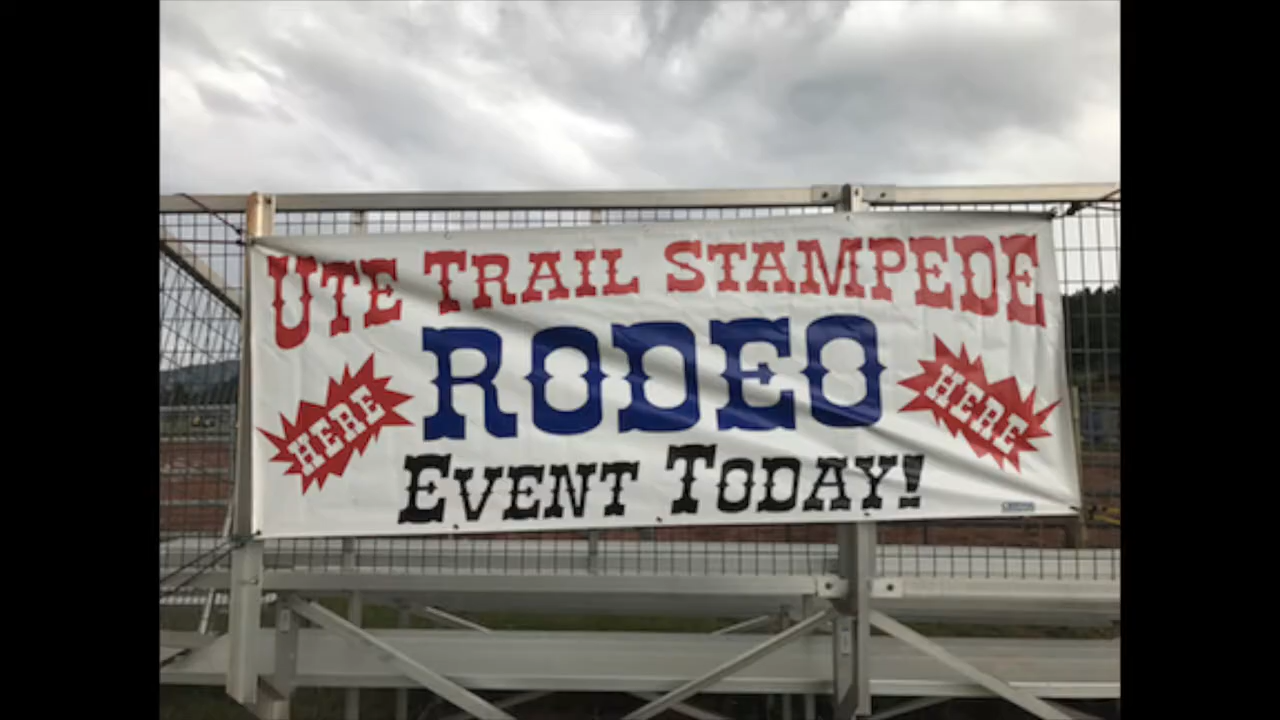 UTE TRAIL STAMPEDE
RODEO
HERE
HERE
EVENT TODAY!